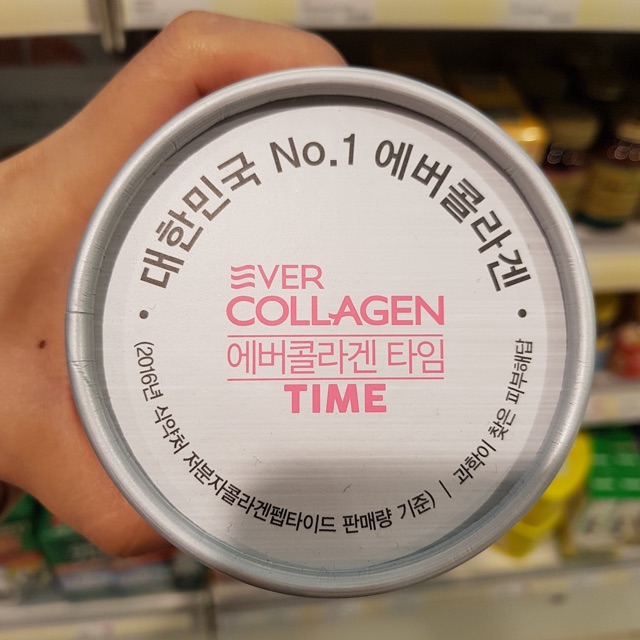 대한민국 No.1 에버콜라겐
EVER
COLLAGEN
에버콜라겐 타임
TIME
(2016년 식약처 저분자콜라겐펩타이드 판매량 기준) | 과학이 찾은 피부해답